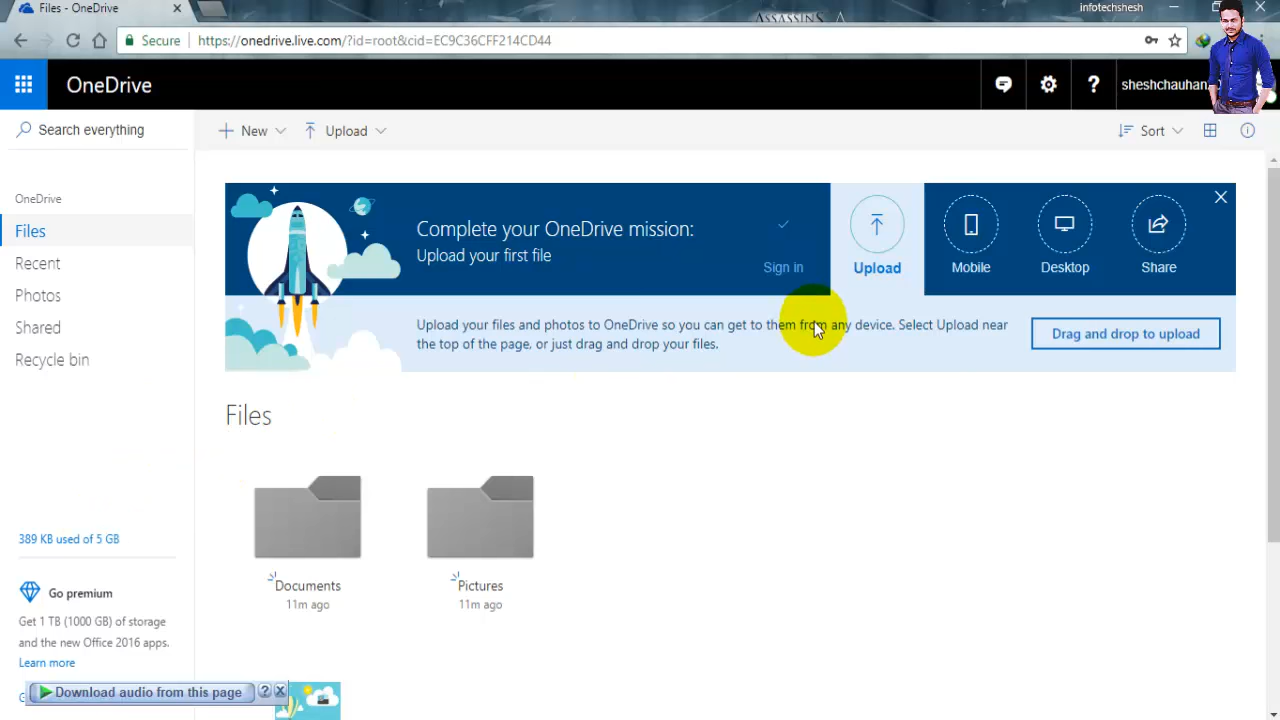 Files - OneDrive
infotechshesh
ASSASSINS
Secure
https://onedrive.live.com/?id=root&cid=EC9C36CFF214CD44
OneDrive
sheshchauhan
Search everything
New
Upload
Sort
OneDrive
Files
Recent
Photos
Shared
Recycle bin
Complete your OneDrive mission:
Upload your first file
Sign in
Upload
Mobile
Desktop
Share
Upload your files and photos to OneDrive so you can get to them from any device. Select Upload near
the top of the page, or just drag and drop your files.
Drag and drop to upload
Files
Documents
11m ago
Pictures
11m ago
389 KB used of 5 GB
Go premium
Get 1 TB (1000 GB) of storage
and the new Office 2016 apps.
Learn more
Download audio from this page